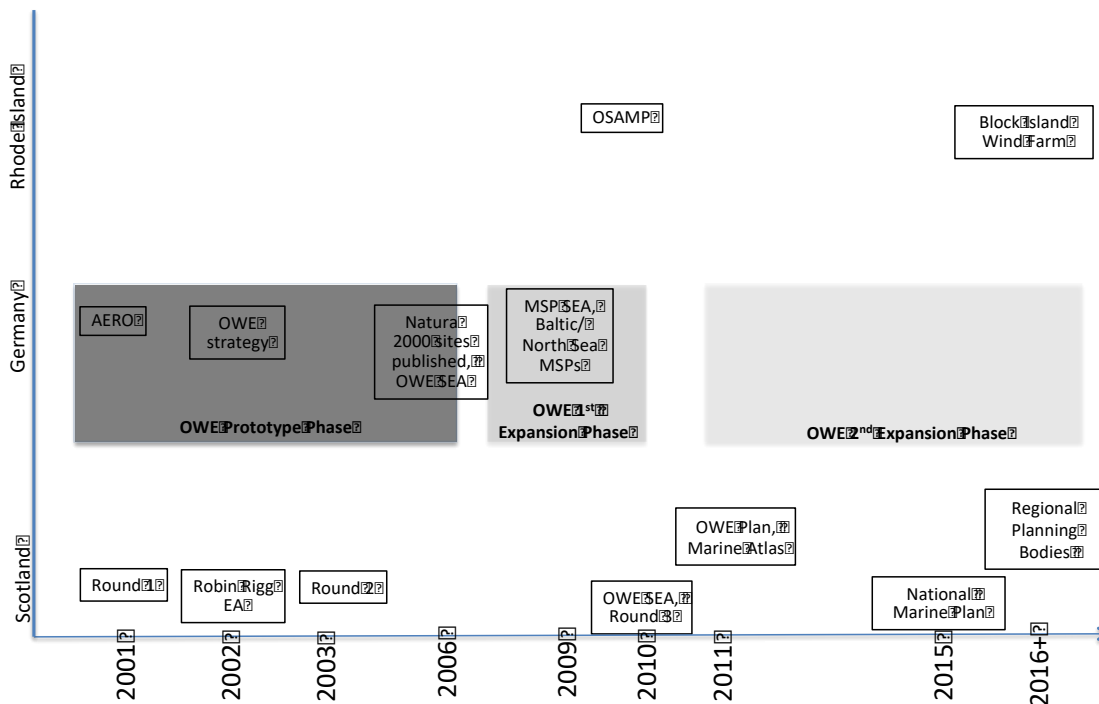 Rhode Island
OSAMP
Block Island
Wind Farm
Germany
AERO
OWE
strategy
Natura
2000 sites
published,
OWE SEA
MSP SEA,
Baltic/
North Sea
MSPs
OWE Prototype Phase
OWE 1st
Expansion Phase
OWE 2nd Expansion Phase
Scotland
Round 1
Robin Rigg
EA
Round 2
OWE SEA,
Round 3
OWE Plan,
Marine Atlas
National
Marine Plan
Regional
Planning
Bodies
2001
2002
2003
2006
2009
2010
2011
2015
2016+